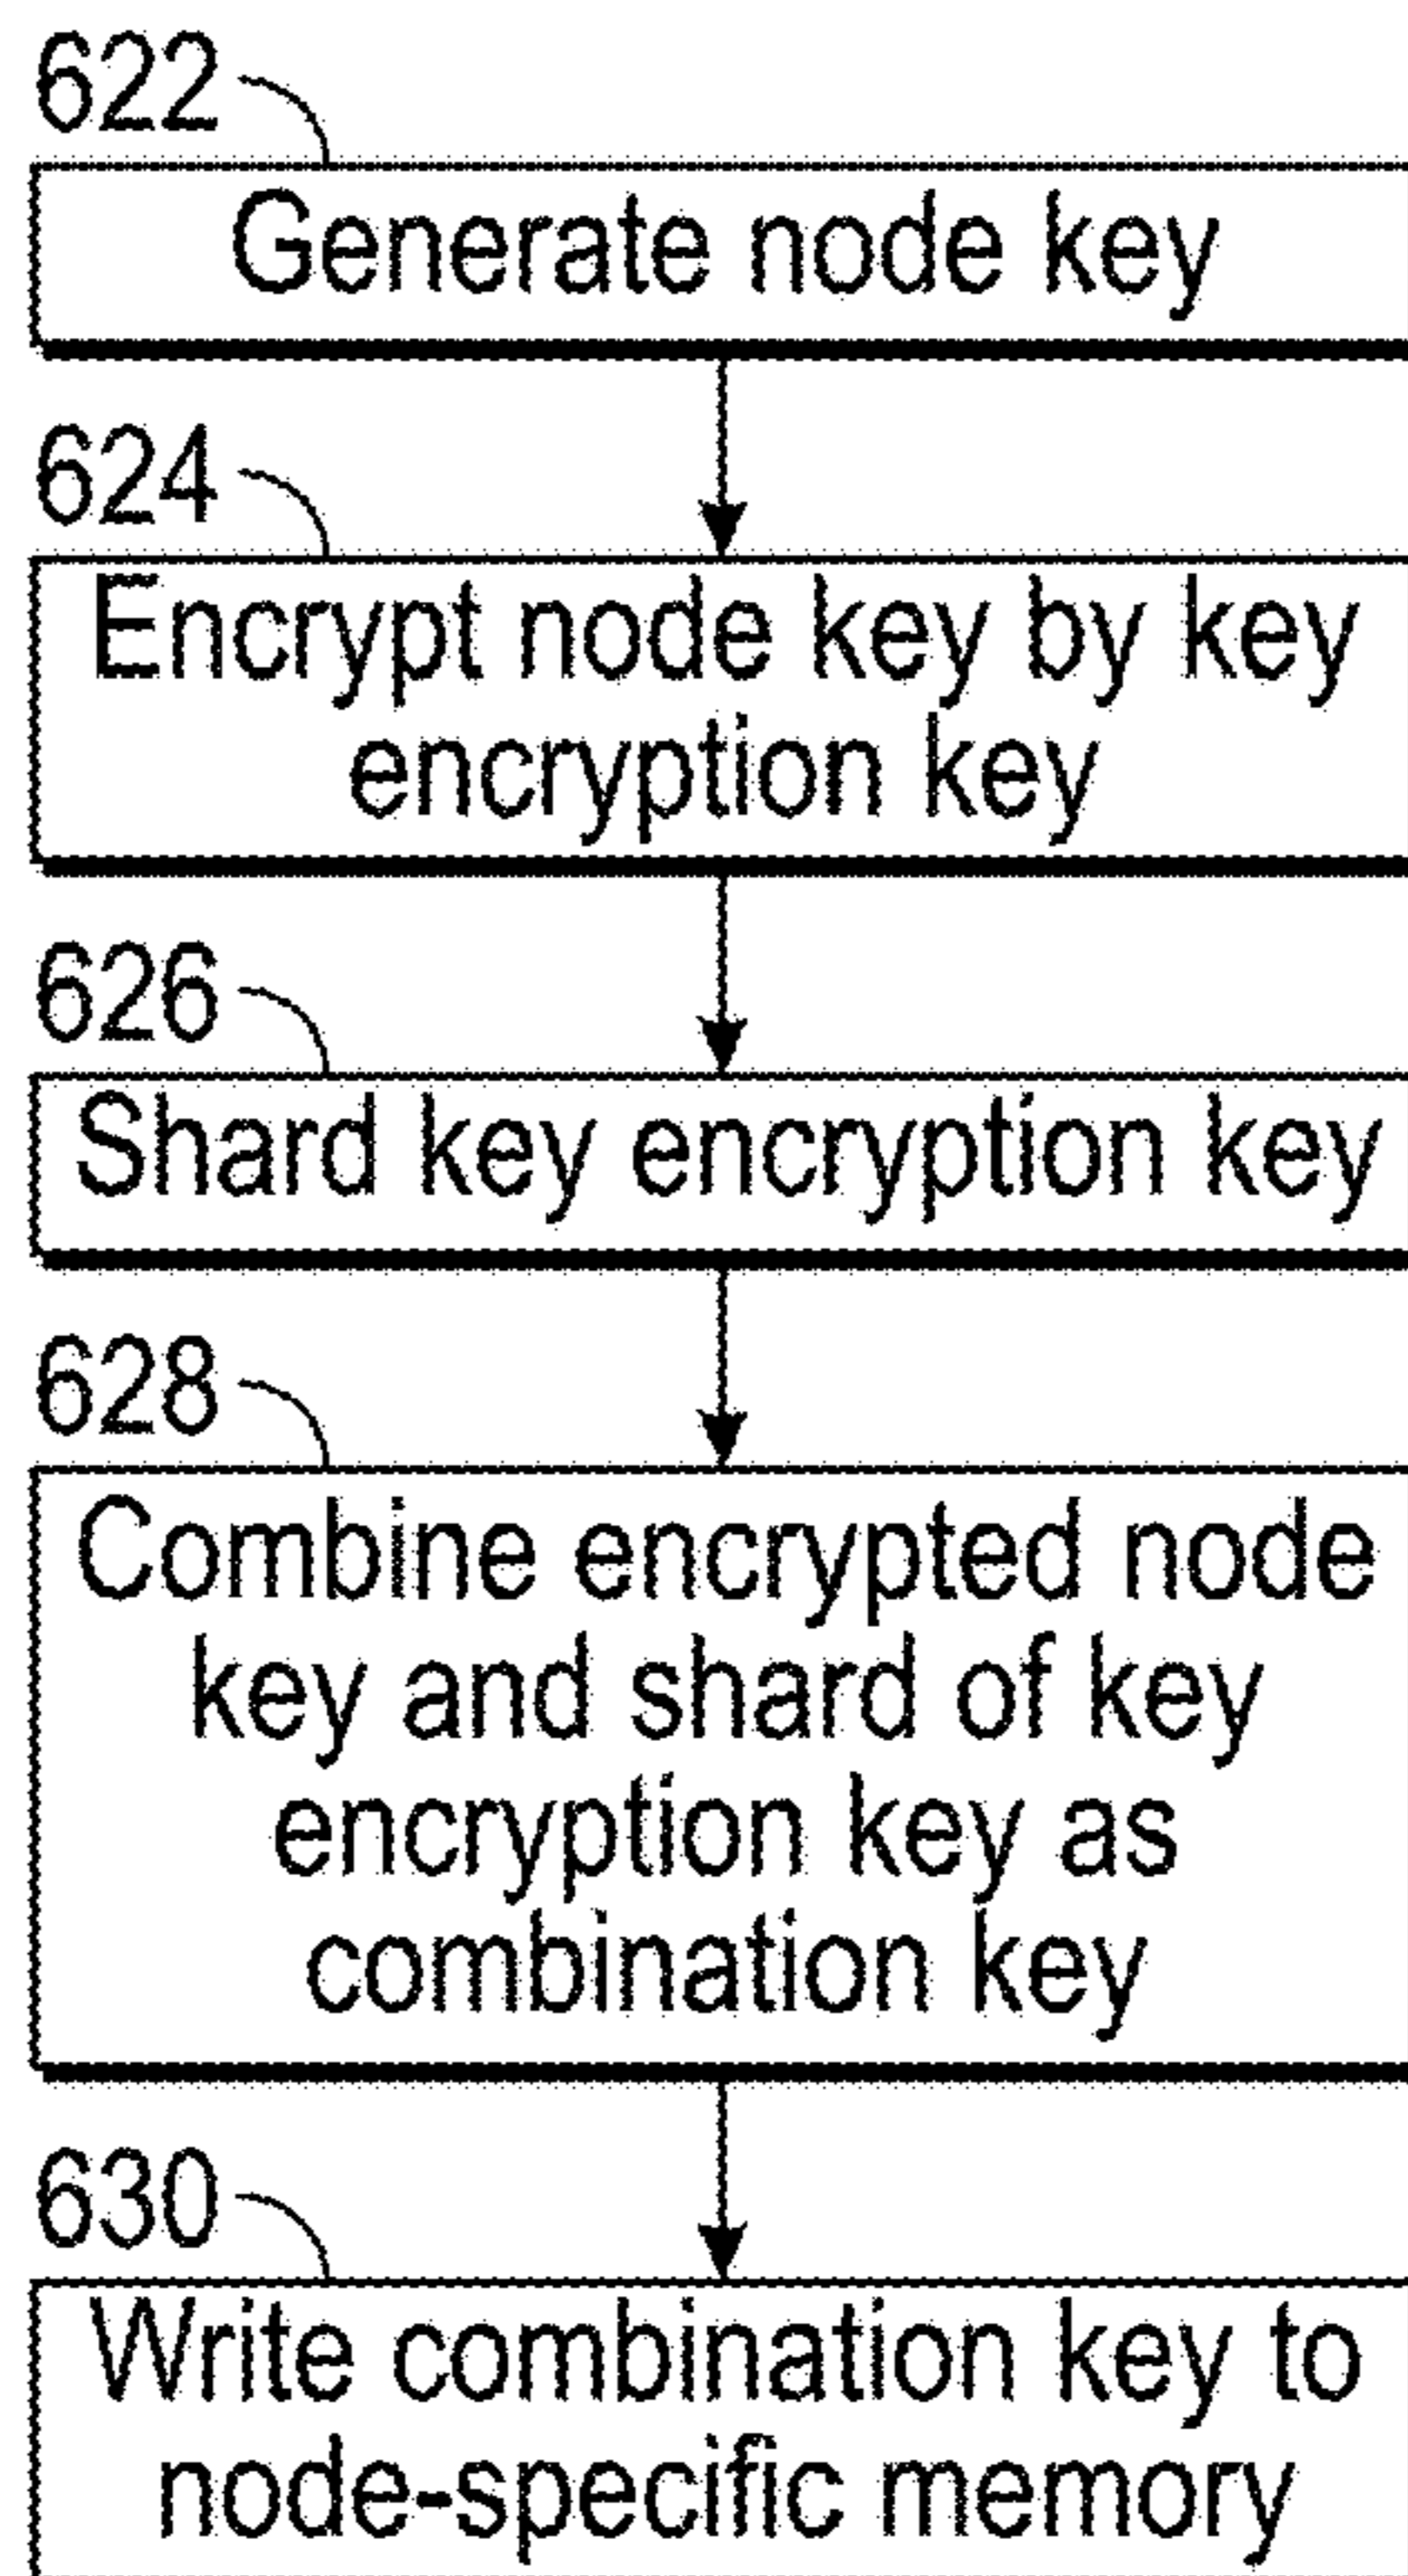 622
Generate node key
624
Encrypt node key by key
encryption key
626
Shard key encryption key
628
Combine encrypted node
key and shard of key
encryption key as
combination key
630
Write combination key to
node-specific memory